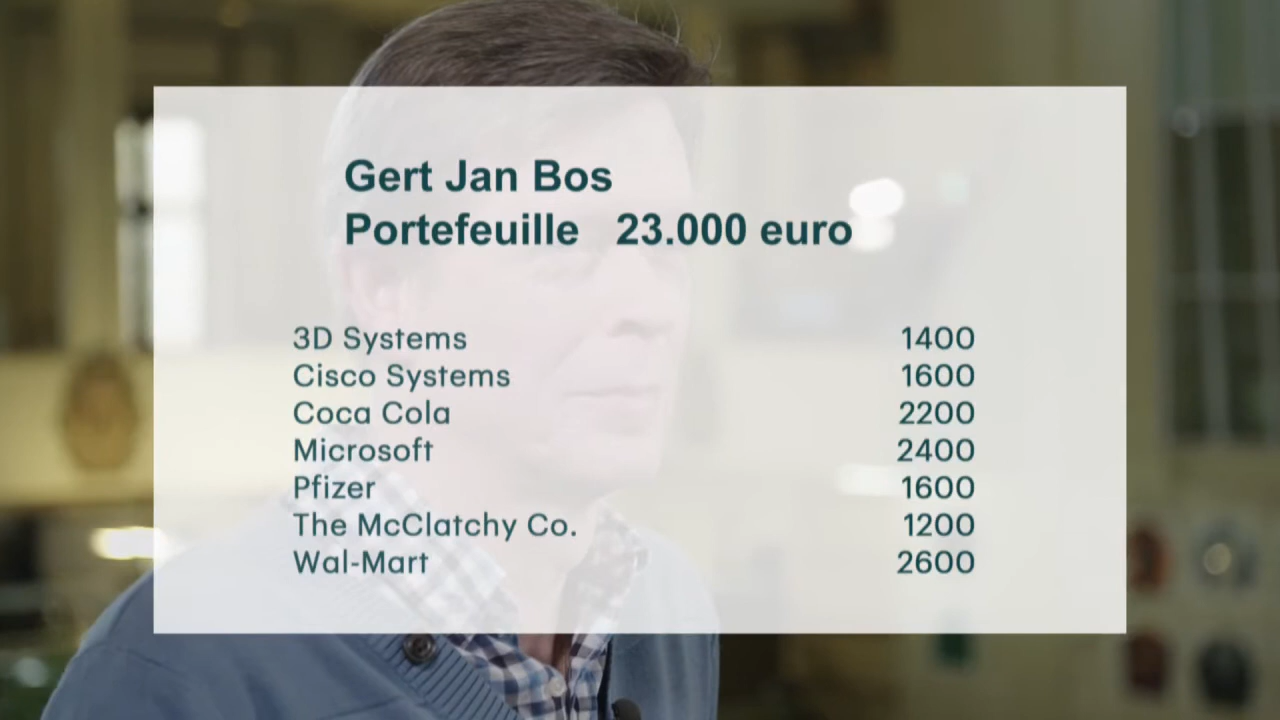 Gert Jan Bos
Portefeuille 23.000 euro
3D Systems 1400
Cisco Systems 1600
Coca Cola 2200
Microsoft 2400
Pfizer 1600
The McClatchy Co. 1200
Wal-Mart 2600